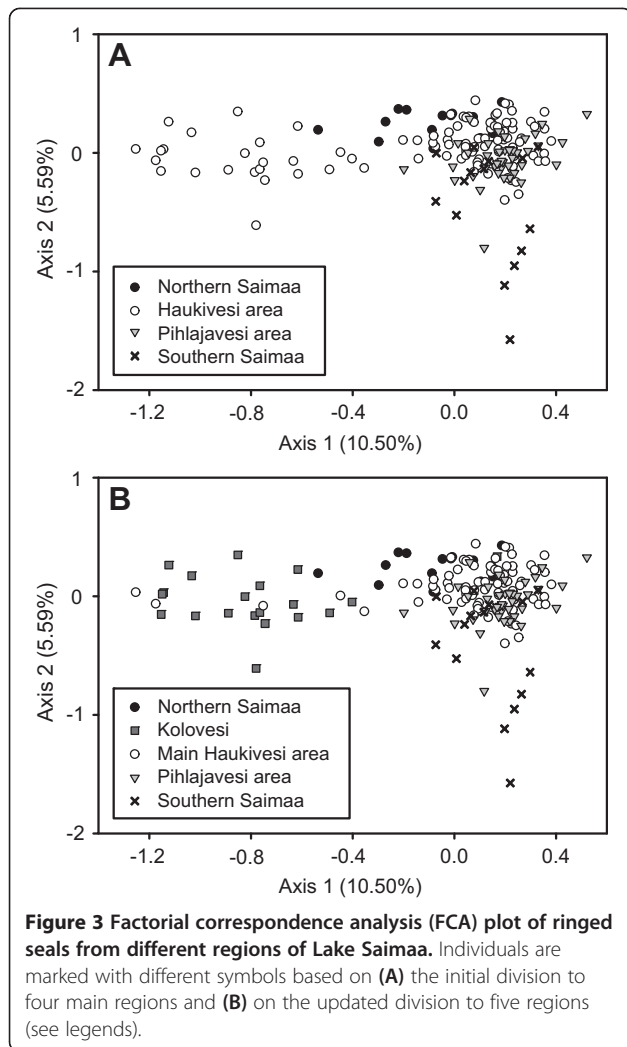 A
1
0
-1
-2
Axis 2 (5.59%)
Northern Saimaa
Haukivesi area
Pihlajavesi area
Southern Saimaa
-1.2 -0.8 -0.4 0.0 0.4
Axis 1 (10.50%)
B
1
0
-1
-2
Axis 2 (5.59%)
Northern Saimaa
Kolovesi
Main Haukivesi area
Pihlajavesi area
Southern Saimaa
-1.2 -0.8 -0.4 0.0 0.4
Axis 1 (10.50%)
Figure 3 Factorial correspondence analysis (FCA) plot of ringed
seals from different regions of Lake Saimaa. Individuals are
marked with different symbols based on (A) the initial division to
four main regions and (B) on the updated division to five regions
(see legends).